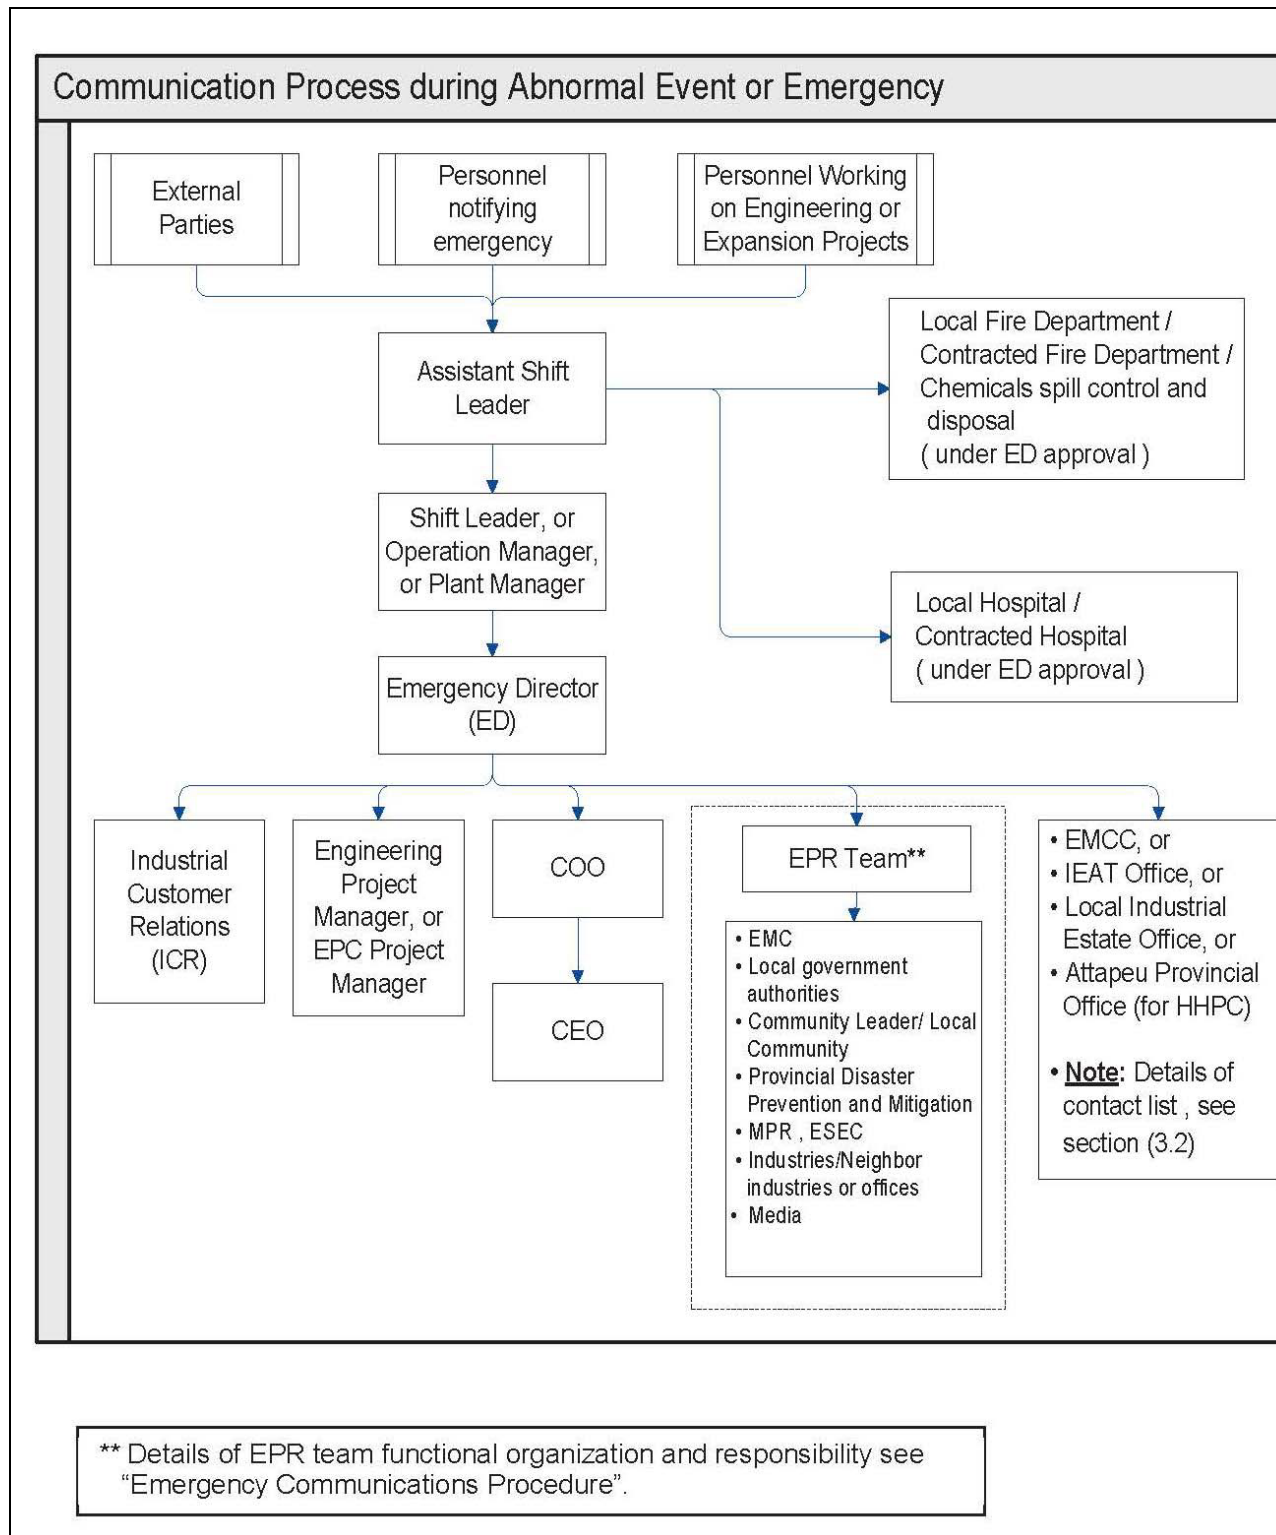 Communication Process during Abnormal Event or Emergency
External
Parties
Personnel
notifying
emergency
Personnel Working
on Engineering or
Expansion Projects
Assistant Shift
Leader
Local Fire Department /
Contracted Fire Department /
Chemicals spill control and
disposal
( under ED approval )
Shift Leader, or
Operation Manager,
or Plant Manager
Local Hospital /
Contracted Hospital
( under ED approval )
Emergency Director
(ED)
Industrial
Customer
Relations
(ICR)
Engineering
Project
Manager, or
EPC Project
Manager
COO
CEO
EPR Team**
• EMC
• Local government
authorities
• Community Leader/ Local
Community
• Provincial Disaster
Prevention and Mitigation
• MPR , ESEC
• Industries/Neighbor
industries or offices
• Media
• EMCC, or
• IEAT Office, or
• Local Industrial
Estate Office, or
• Attapeu Provincial
Office (for HHPC)
• Note: Details of
contact list , see
section (3.2)
** Details of EPR team functional organization and responsibility see
“Emergency Communications Procedure”.